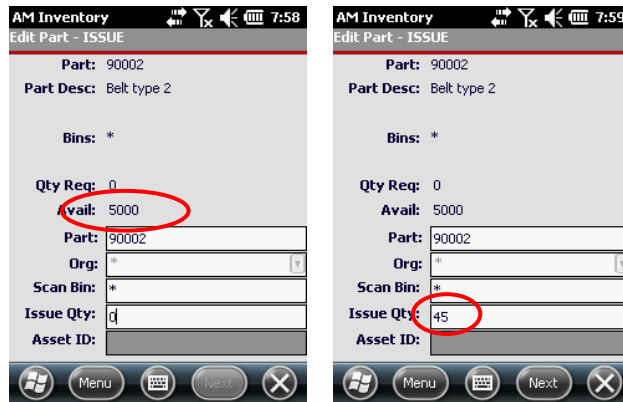 AM Inventory 7:58
Edit Part - ISSUE
Part: 90002
Part Desc: Belt type 2
Bins: *
Qty Req: 0
Avail: 5000
Part: 90002
Org: *
Scan Bin: *
Issue Qty: 0
Asset ID:
Menu Next
AM Inventory 7:59
Edit Part - ISSUE
Part: 90002
Part Desc: Belt type 2
Bins: *
Qty Req: 0
Avail: 5000
Part: 90002
Org: *
Scan Bin: *
Issue Qty: 45
Asset ID:
Menu Next